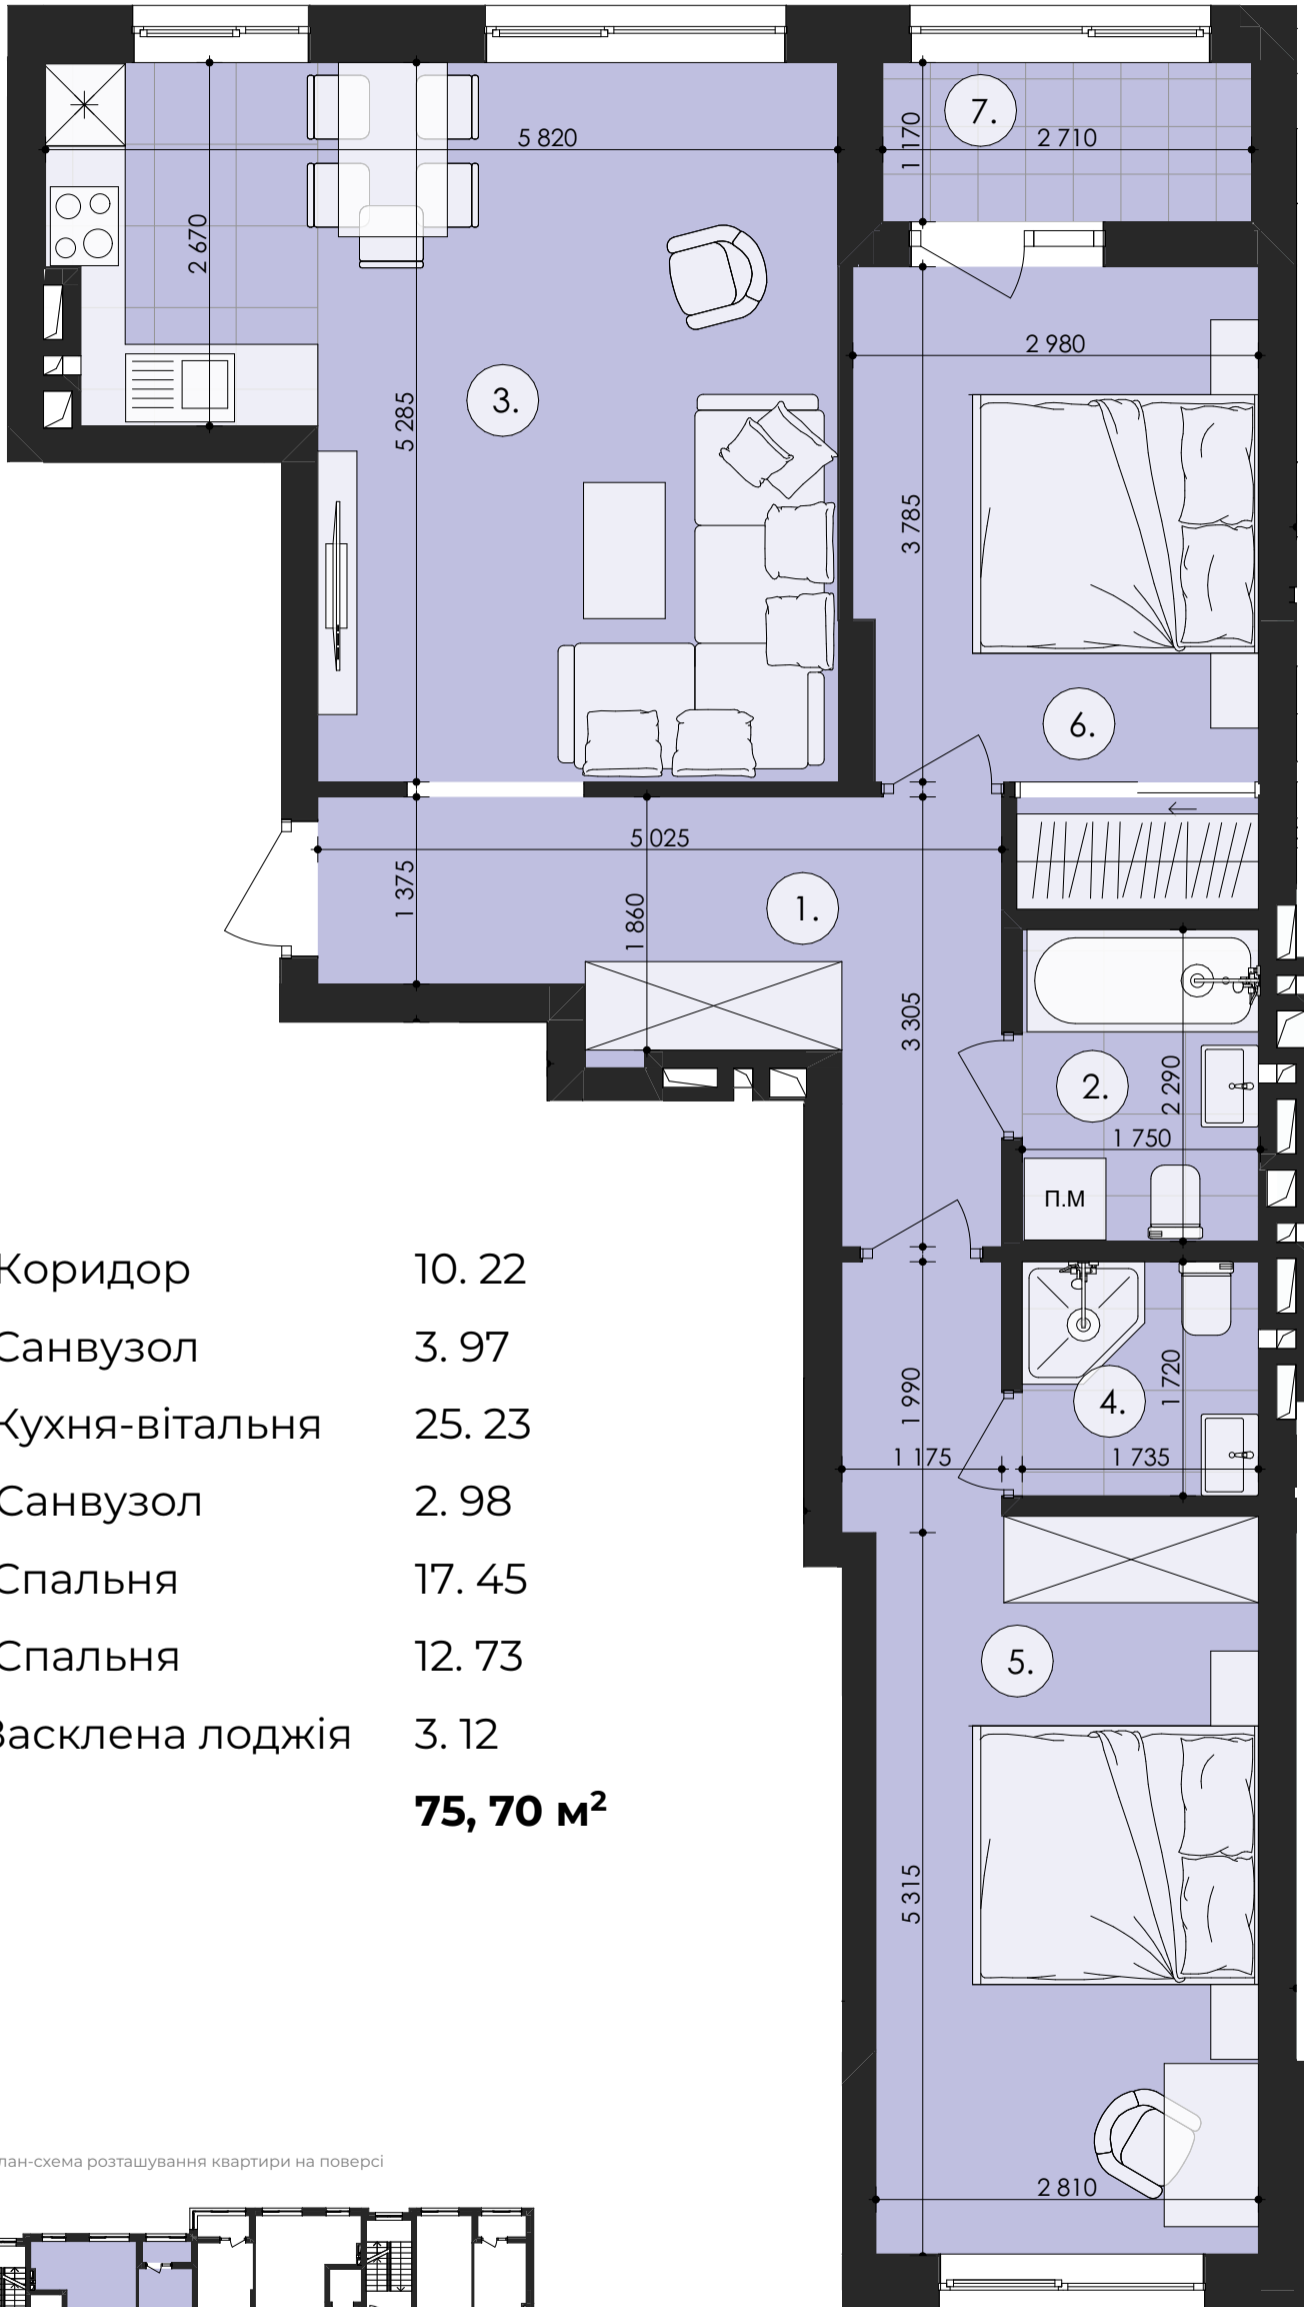 7.
5 820
2 710
1 170
2 670
2 980
3.
5 285
3 785
6.
5 025
1 375
1.
1 860
3 305
2.
2 290
1 750
П.М
4.
1 720
1 990
1 175
1 735
5.
5 315
2 810
Коридор 10. 22
Санвузол 3. 97
Кухня-вітальня 25. 23
Санвузол 2. 98
Спальня 17. 45
Спальня 12. 73
Засклена лоджія 3. 12
75, 70 м²
лан-схема розташування квартири на поверсі